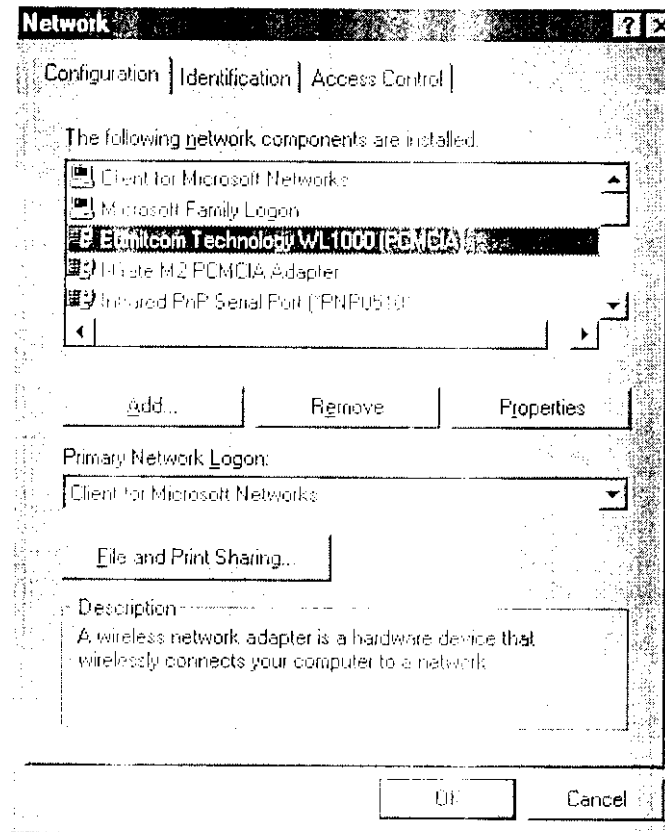 Network
Configuration Identification Access Control
The following network components are installed:
Client for Microsoft Networks
Microsoft Family Logon
Eumitcom Technology WL1000 (PCMCIA)
M2 PCMCIA Adapter
Infrared PnP Serial Port (*PNP0510)
Add... Remove Properties
Primary Network Logon:
Client for Microsoft Networks
File and Print Sharing...
Description
A wireless network adapter is a hardware device that
wirelessly connects your computer to a network
OK Cancel